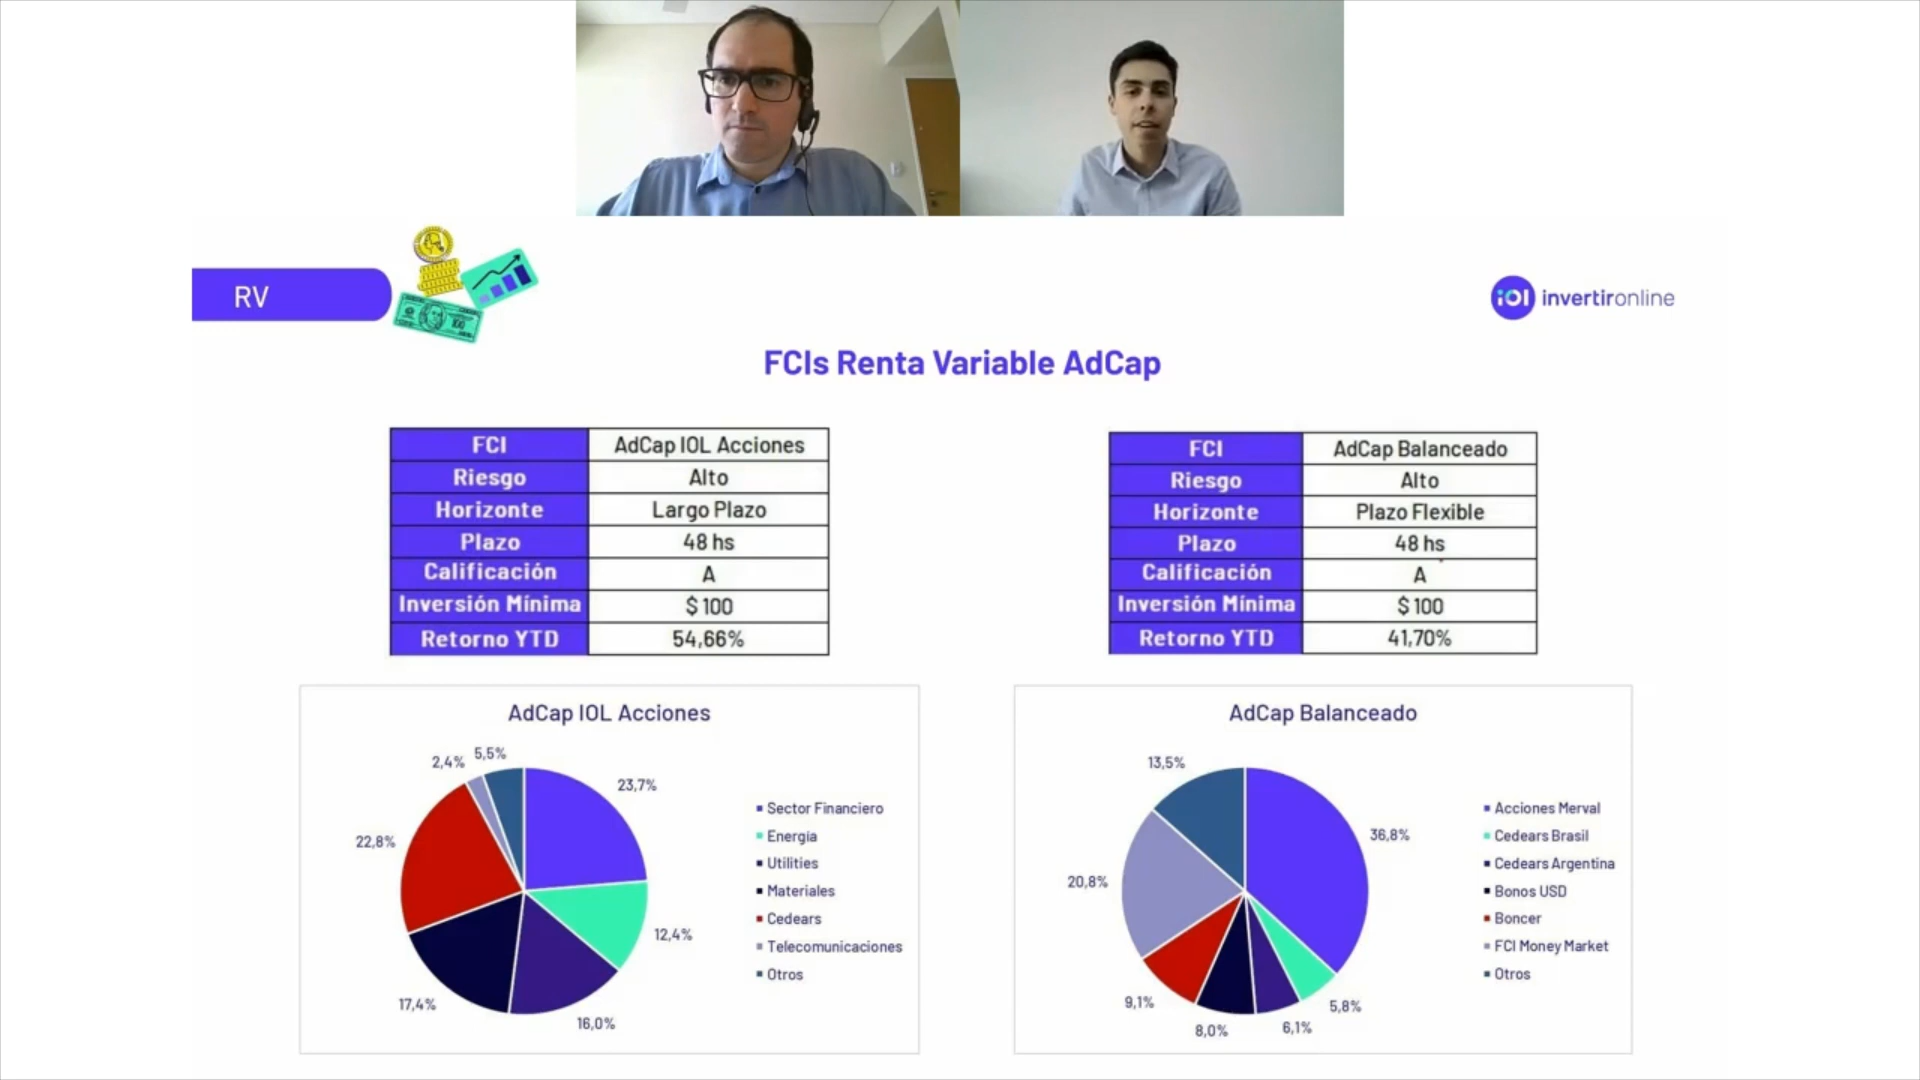 RV
iOl invertironline
FCIs Renta Variable AdCap
FCI AdCap IOL Acciones
Riesgo Alto
Horizonte Largo Plazo
Plazo 48 hs
Calificación A
Inversión Mínima $ 100
Retorno YTD 54,66%
FCI AdCap Balanceado
Riesgo Alto
Horizonte Plazo Flexible
Plazo 48 hs
Calificación A
Inversión Mínima $ 100
Retorno YTD 41,70%
AdCap IOL Acciones
2,4%
5,5%
23,7%
22,8%
12,4%
17,4%
16,0%
Sector Financiero
Energía
Utilities
Materiales
Cedears
Telecomunicaciones
Otros
AdCap Balanceado
13,5%
36,8%
20,8%
9,1%
5,8%
8,0%
6,1%
Acciones Merval
Cedears Brasil
Cedears Argentina
Bonos USD
Boncer
FCI Money Market
Otros